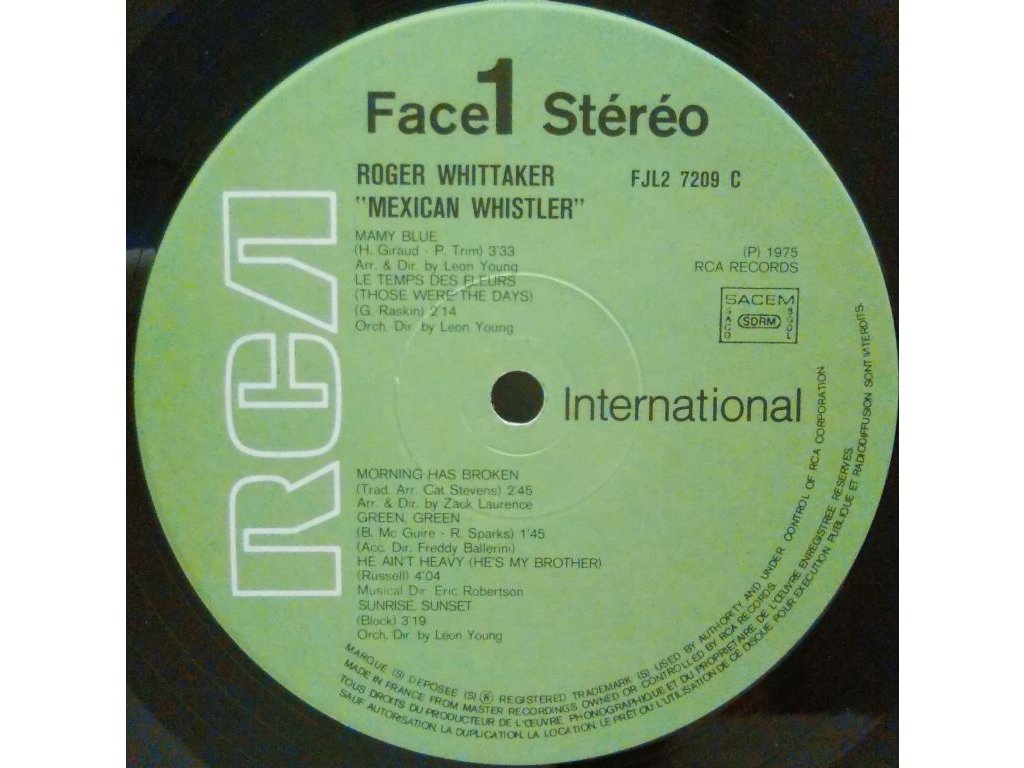 Face 1 Stéréo
ROGER WHITTAKER
FJL2 7209 C
"MEXICAN WHISTLER"
MAMY BLUE
(H. Giraud - P. Trim) 3'33
Arr. & Dir. by Leon Young
LE TEMPS DES FLEURS
(THOSE WERE THE DAYS)
(G. Raskin) 2'14
Orch. Dir. by Leon Young
(P) 1975
RCA RECORDS
SACEM
SACD
SDRM
SGDL
RCA
International
MORNING HAS BROKEN
(Trad. Arr. Cat Stevens) 2'45
Arr. & Dir. by Zack Laurence
GREEN, GREEN
(B. Mc Guire - R. Sparks) 1'45
(Acc. Dir. Freddy Ballerini)
HE AIN'T HEAVY (HE'S MY BROTHER)
(Russell) 4'04
Musical Dir. Eric Robertson
SUNRISE, SUNSET
(Block) 3'19
Orch. Dir. by Leon Young
MARQUE (S) DEPOSEE (S) ® REGISTERED TRADEMARK (S) USED BY AUTHORITY AND UNDER CONTROL OF RCA CORPORATION
MADE IN FRANCE FROM MASTER RECORDINGS OWNED OR CONTROLLED BY RCA RECORDS.
TOUS DROITS DU PRODUCTEUR DE L'ŒUVRE PHONOGRAPHIQUE ET DU PROPRIETAIRE DE L'ŒUVRE ENREGISTREE RESERVES.
SAUF AUTORISATION, LA DUPLICATION, LA LOCATION, LE PRÊT OU L'UTILISATION DE CE DISQUE POUR EXECUTION PUBLIQUE ET RADIODIFFUSION SONT INTERDITS.